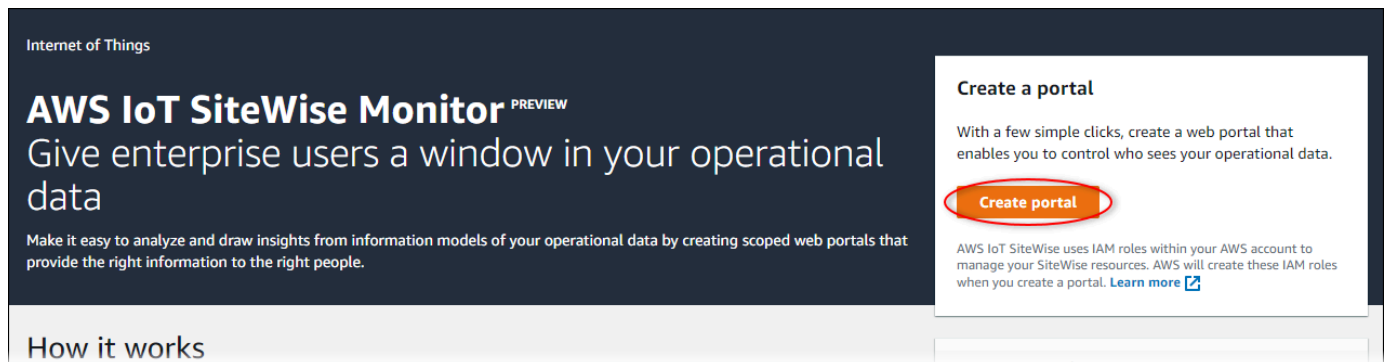 Internet of Things
AWS IoT SiteWise Monitor PREVIEW
Give enterprise users a window in your operational
data
Make it easy to analyze and draw insights from information models of your operational data by creating scoped web portals that
provide the right information to the right people.
Create a portal
With a few simple clicks, create a web portal that
enables you to control who sees your operational data.
Create portal
AWS IoT SiteWise uses IAM roles within your AWS account to
manage your SiteWise resources. AWS will create these IAM roles
when you create a portal. Learn more
How it works